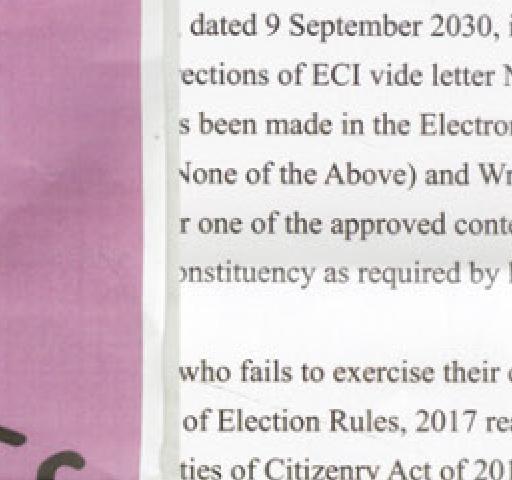 dated 9 September 2030,
ections of ECI vide letter
s been made in the Electro
None of the Above) and Wr
r one of the approved cont
onstituency as required by
who fails to exercise their
of Election Rules, 2017 re
ties of Citizenry Act of 201